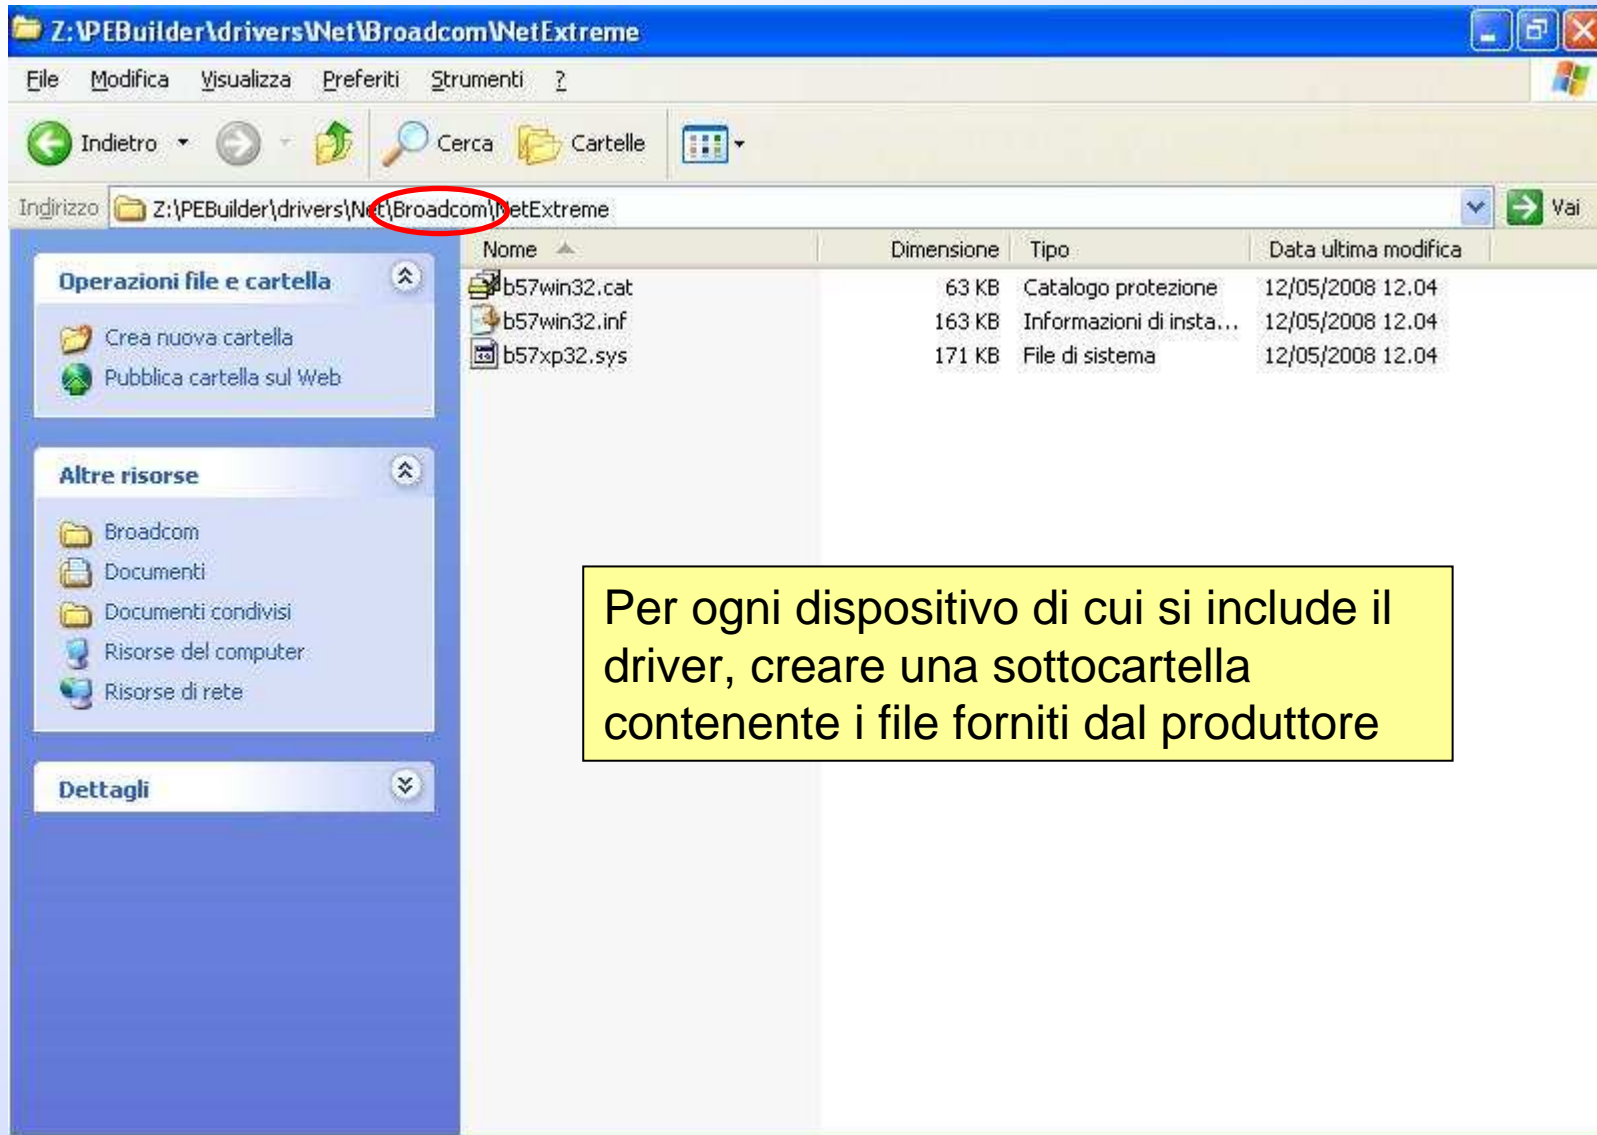 Z:\PEBuilder\drivers\Net\Broadcom\NetExtreme
File Modifica Visualizza Preferiti Strumenti ?
Indietro Cerca Cartelle
Indirizzo Z:\PEBuilder\drivers\Net\Broadcom\NetExtreme Vai
Nome Dimensione Tipo Data ultima modifica
b57win32.cat 63 KB Catalogo protezione 12/05/2008 12.04
b57win32.inf 163 KB Informazioni di insta... 12/05/2008 12.04
b57xp32.sys 171 KB File di sistema 12/05/2008 12.04
Operazioni file e cartella
Crea nuova cartella
Pubblica cartella sul Web
Altre risorse
Broadcom
Documenti
Documenti condivisi
Risorse del computer
Risorse di rete
Dettagli
Per ogni dispositivo di cui si include il
driver, creare una sottocartella
contenente i file forniti dal produttore